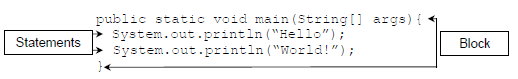 public static void main(String[] args){
Statements
System.out.println(“Hello”);
System.out.println(“World!”);
Block
}